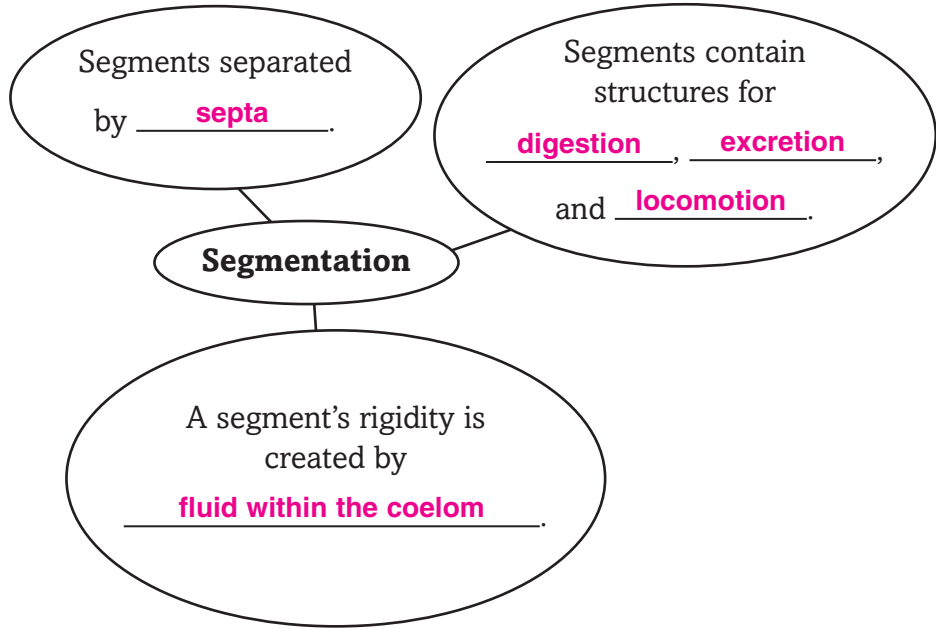 Segments separated
by septa.
Segments contain
structures for
digestion, excretion,
and locomotion.
Segmentation
A segment’s rigidity is
created by
fluid within the coelom.